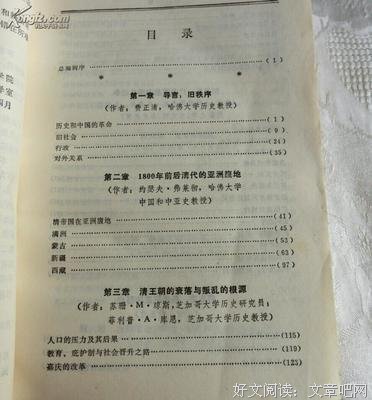 目录
总编辑序 (1)
* * *
第一章 导言：旧秩序
(作者：费正清，哈佛大学历史教授)
历史和中国的革命 (1)
旧社会 (9)
行政 (24)
对外关系 (35)
第二章 1800年前后清代的亚洲腹地
(作者：约瑟夫·弗莱彻，哈佛大学
中国和中亚史教授)
清帝国在亚洲腹地 (41)
满洲 (45)
蒙古 (53)
新疆 (63)
西藏 (97)
第三章 清王朝的衰落与叛乱的根源
(作者：苏珊·M·琼斯，芝加哥大学历史研究员；
菲利普·A·库恩，芝加哥大学历史教授)
人口的压力及其后果 (115)
教育、庇护制与社会晋升之路 (119)
嘉庆的改革 (125)
好文阅读：文章吧网